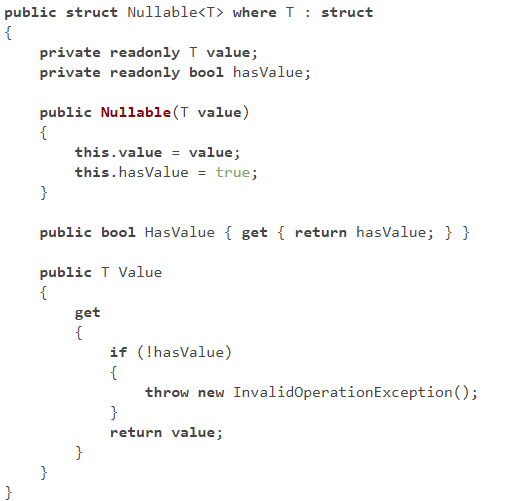 public struct Nullable<T> where T : struct
{
    private readonly T value;
    private readonly bool hasValue;

    public Nullable(T value)
    {
        this.value = value;
        this.hasValue = true;
    }

    public bool HasValue { get { return hasValue; } }

    public T Value
    {
        get
        {
            if (!hasValue)
            {
                throw new InvalidOperationException();
            }
            return value;
        }
    }
}